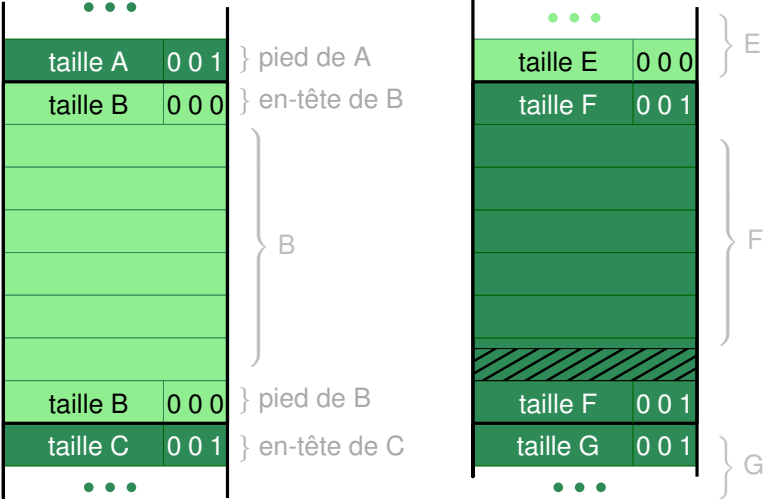 taille A 0 0 1 } pied de A
taille B 0 0 0 } en-tête de B
B
taille B 0 0 0 } pied de B
taille C 0 0 1 } en-tête de C
E
taille E 0 0 0
taille F 0 0 1
F
taille F 0 0 1
taille G 0 0 1
G